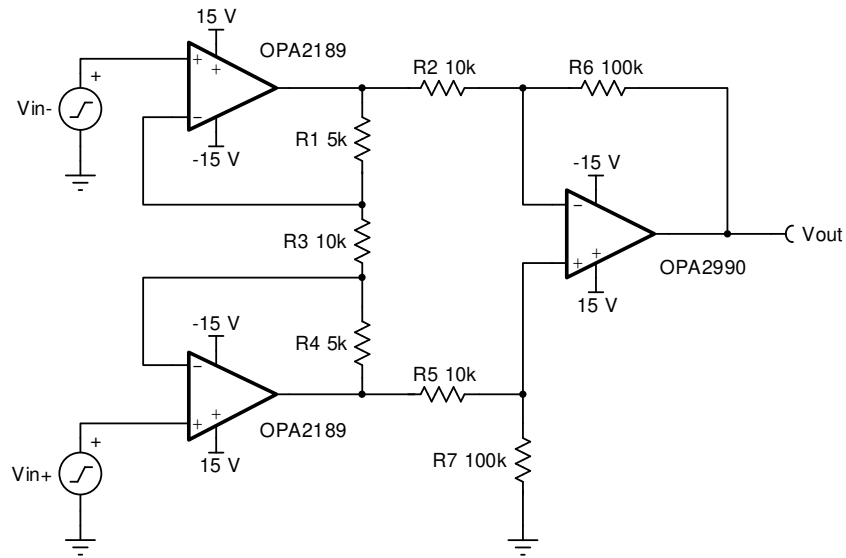 15 V
OPA2189
+
+
+
−
Vin-
-15 V
R1 5k
R2 10k
R6 100k
R3 10k
-15 V
−
+
+
Vout
OPA2990
15 V
-15 V
R4 5k
−
+
+
R5 10k
OPA2189
15 V
+
Vin+
R7 100k